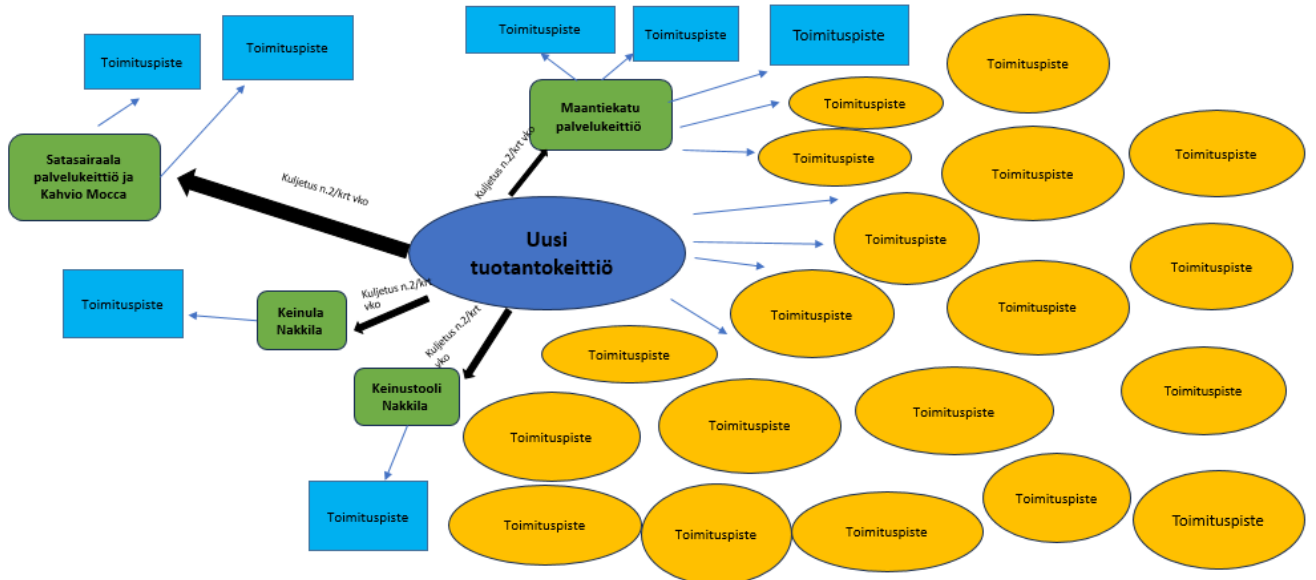 Toimituspiste
Toimituspiste
Toimituspiste
Toimituspiste
Toimituspiste
Toimituspiste
Maantiekatu
palvelukeittiö
Toimituspiste
Toimituspiste
Toimituspiste
Toimituspiste
Satasairaala
palvelukeittiö ja
Kahvio Mocca
Kuljetus n.2/krt vko
Kuljetus n.2/krt vko
Uusi
tuotantokeittiö
Toimituspiste
Toimituspiste
Toimituspiste
Keinula
Nakkila
Kuljetus n.2/krt
vko
Kuljetus n.2/krt
vko
Toimituspiste
Toimituspiste
Toimituspiste
Keinustooli
Nakkila
Toimituspiste
Toimituspiste
Toimituspiste
Toimituspiste
Toimituspiste
Toimituspiste
Toimituspiste
Toimituspiste
Toimituspiste
Toimituspiste